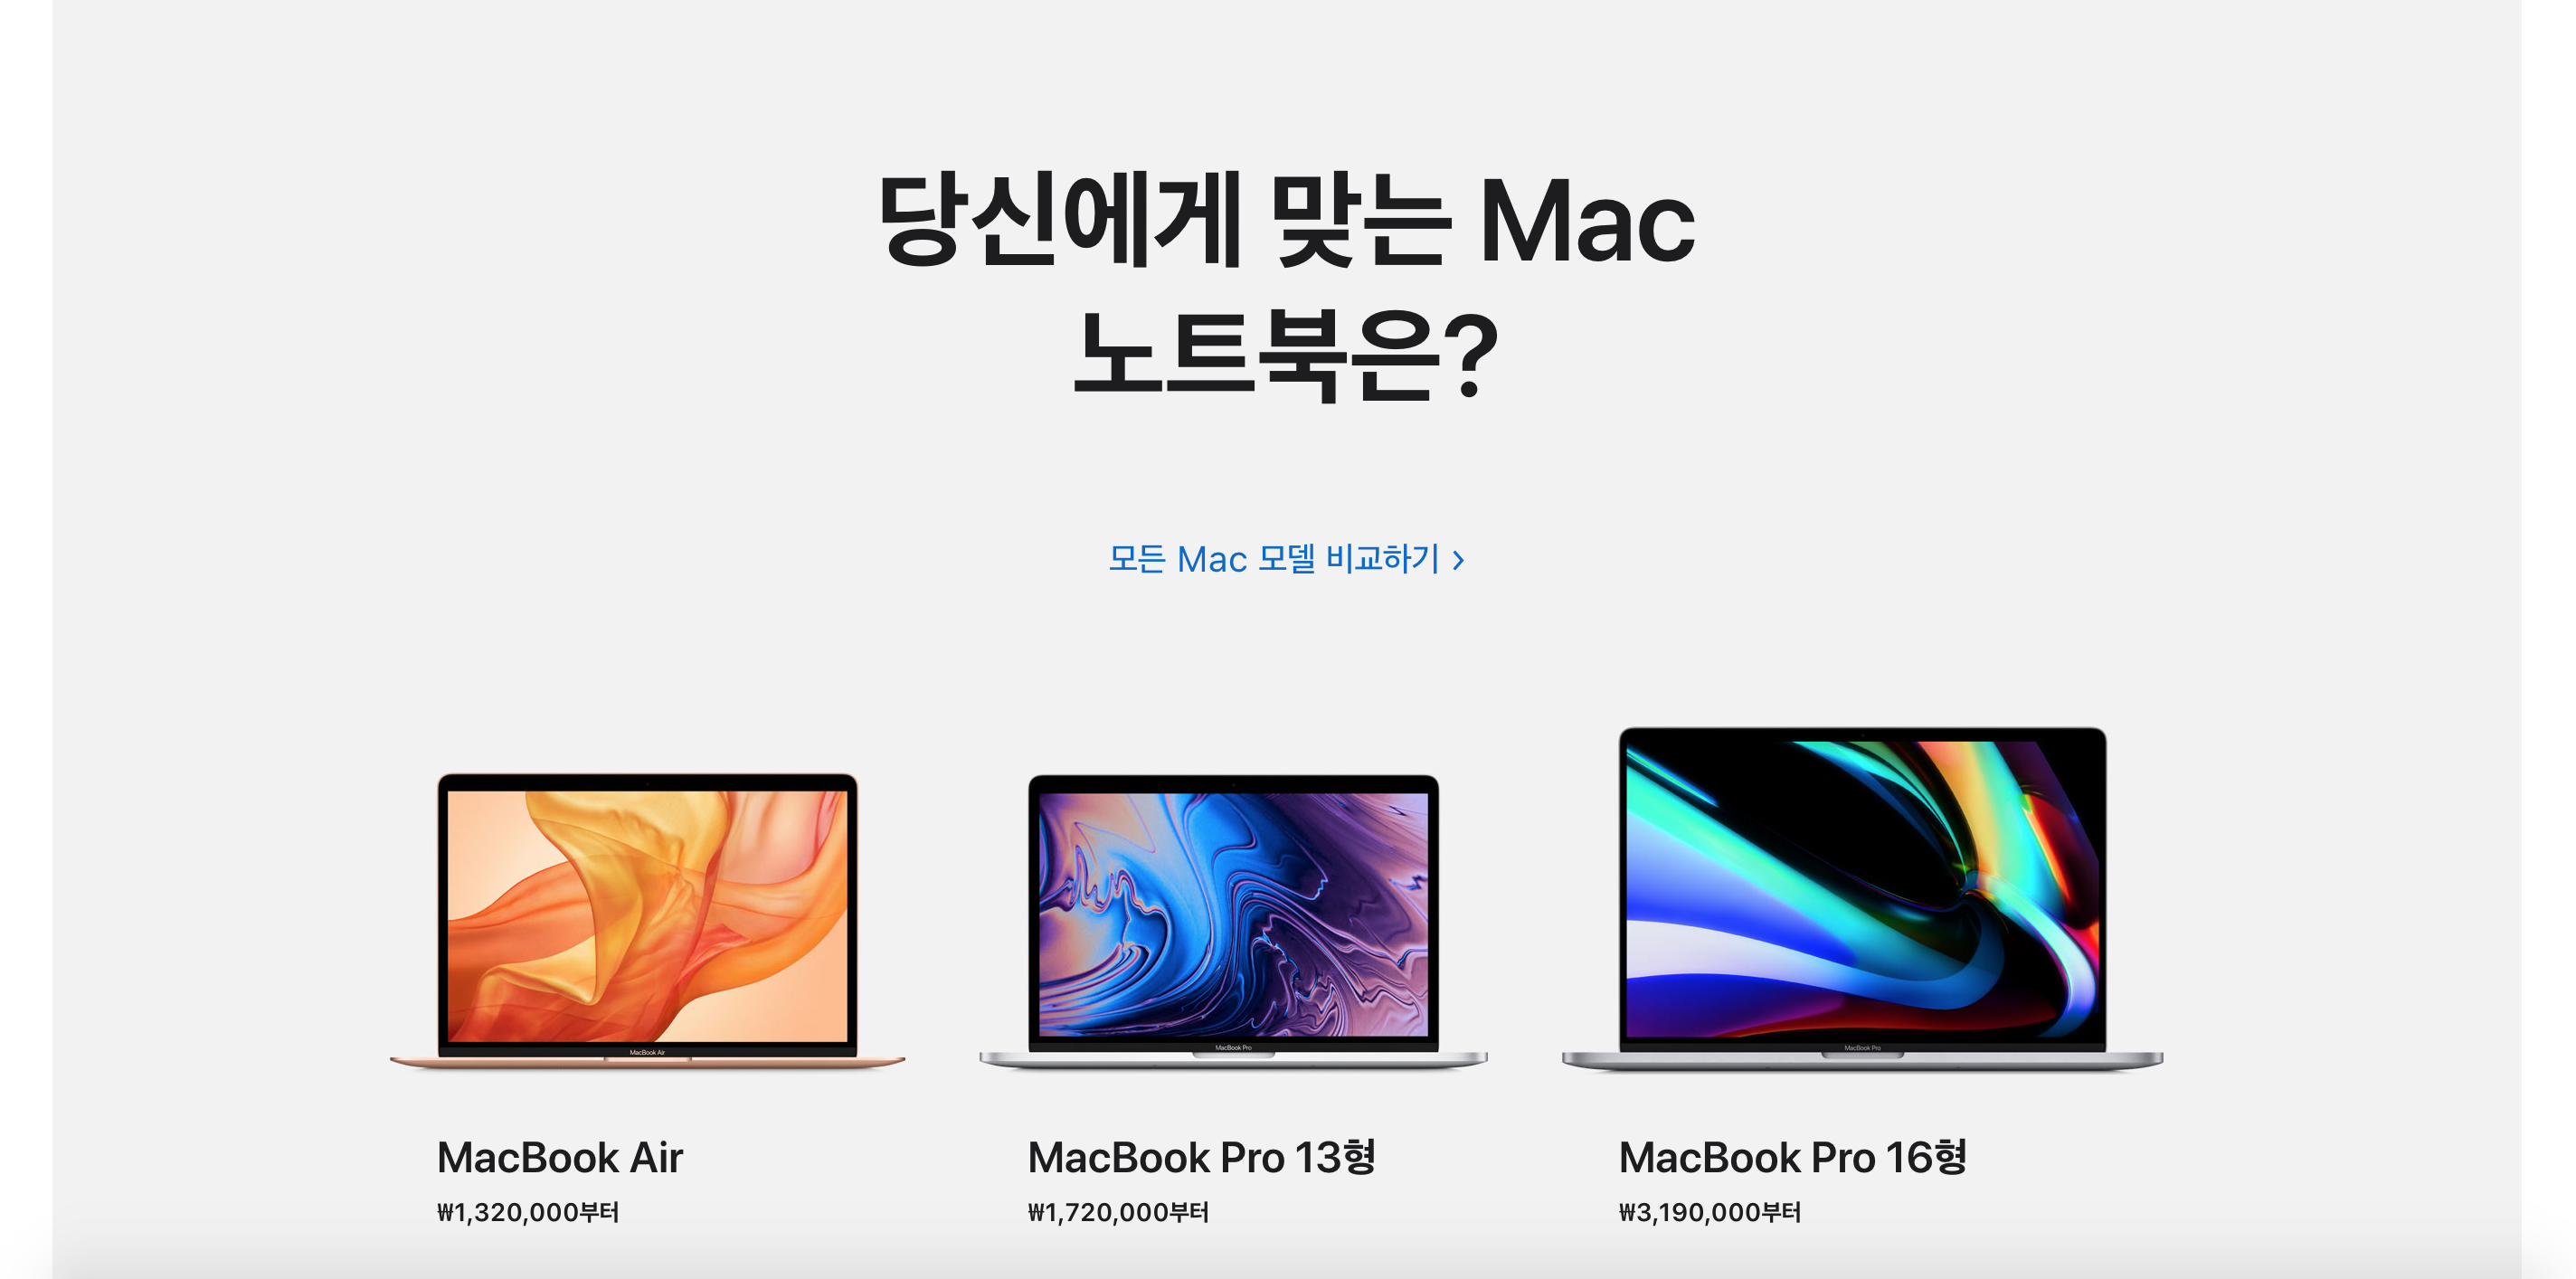 당신에게 맞는 Mac
노트북은?
모든 Mac 모델 비교하기 >
MacBook Air
MacBook Pro
MacBook Pro
MacBook Air
MacBook Pro 13형
MacBook Pro 16형
₩1,320,000부터
₩1,720,000부터
₩3,190,000부터